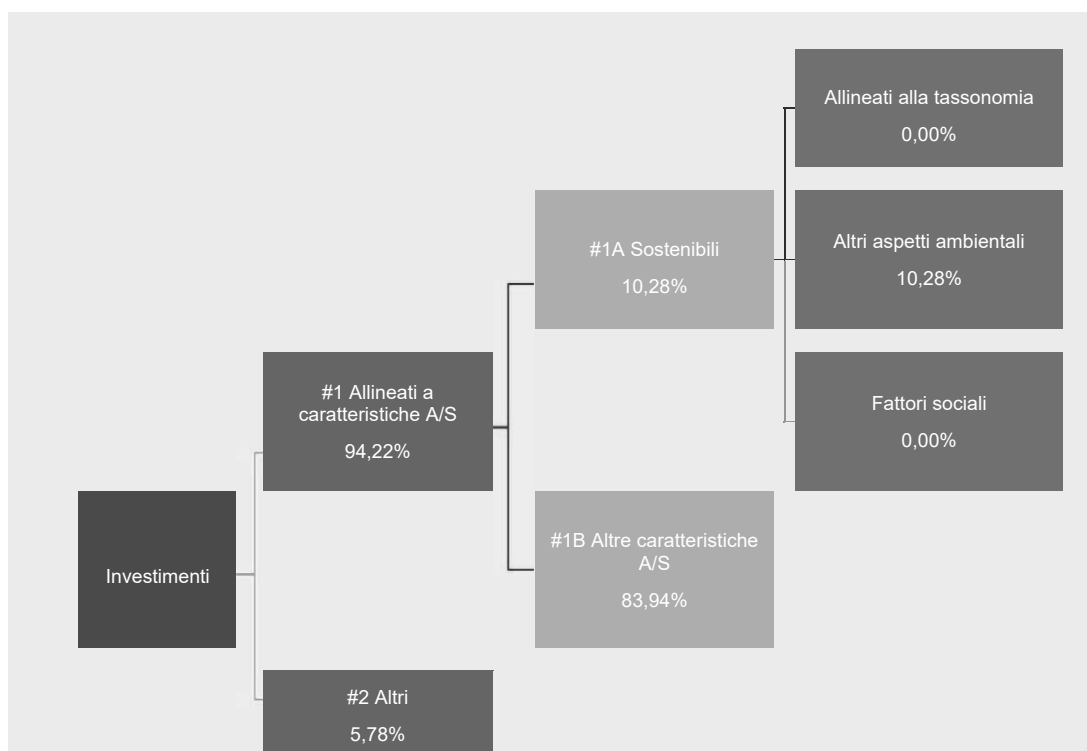 Investimenti
#1 Allineati a
caratteristiche A/S
94,22%
#2 Altri
5,78%
#1A Sostenibili
10,28%
#1B Altre caratteristiche
A/S
83,94%
Allineati alla tassonomia
0,00%
Altri aspetti ambientali
10,28%
Fattori sociali
0,00%